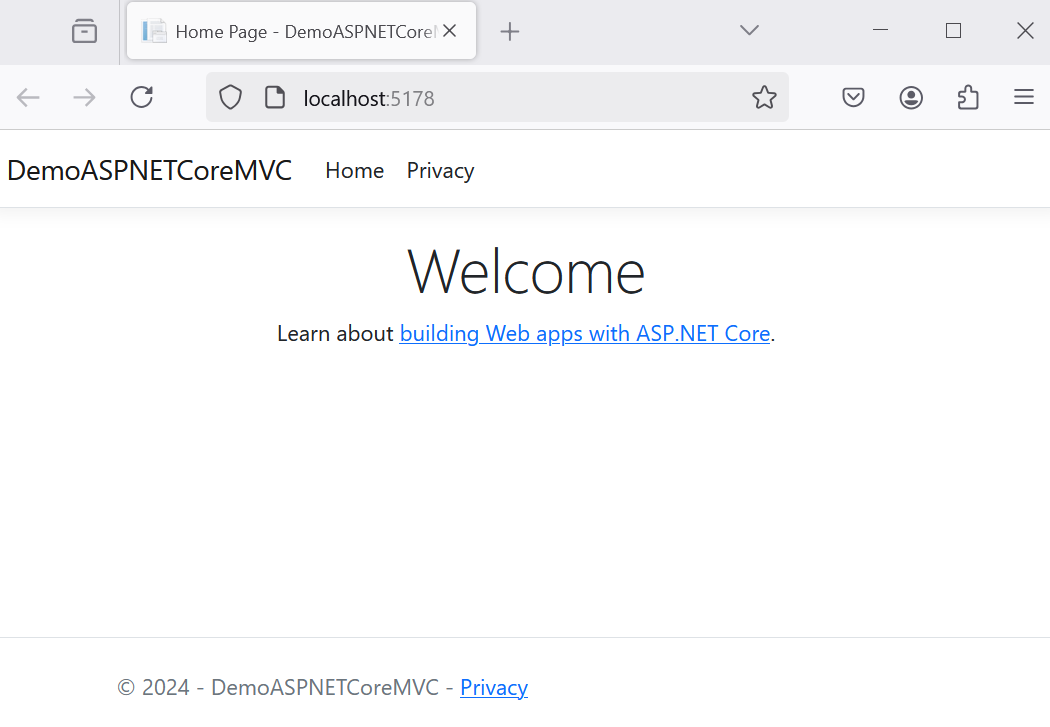 Home Page - DemoASPNETCore
localhost:5178
DemoASPNETCoreMVC Home Privacy
Welcome
Learn about building Web apps with ASP.NET Core.
© 2024 - DemoASPNETCoreMVC - Privacy